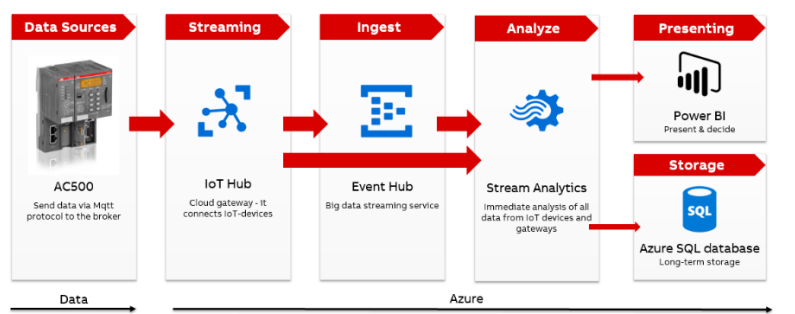 Data Sources
AC500
Send data via Mqtt
protocol to the broker
Streaming
IoT Hub
Cloud gateway - it
connects IoT-devices
Ingest
Event Hub
Big data streaming service
Analyze
Stream Analytics
Immediate analysis of all
data from IoT devices and
gateways
Presenting
Power BI
Present & decide
Storage
SQL
Azure SQL database
Long-term storage
Data
Azure